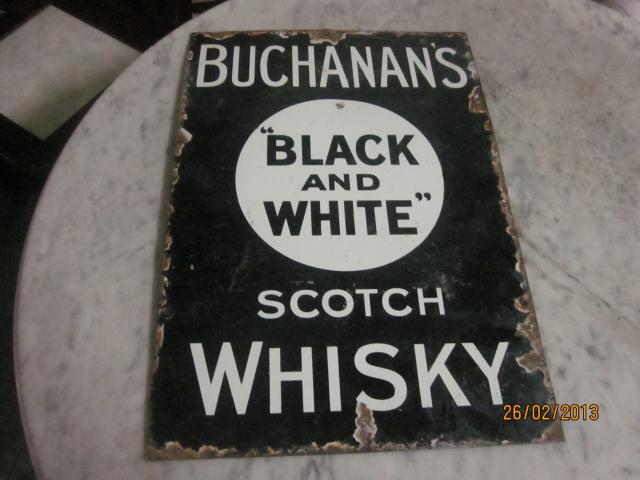 BUCHANAN'S
"BLACK
AND
WHITE"
SCOTCH
WHISKY
26/02/2013